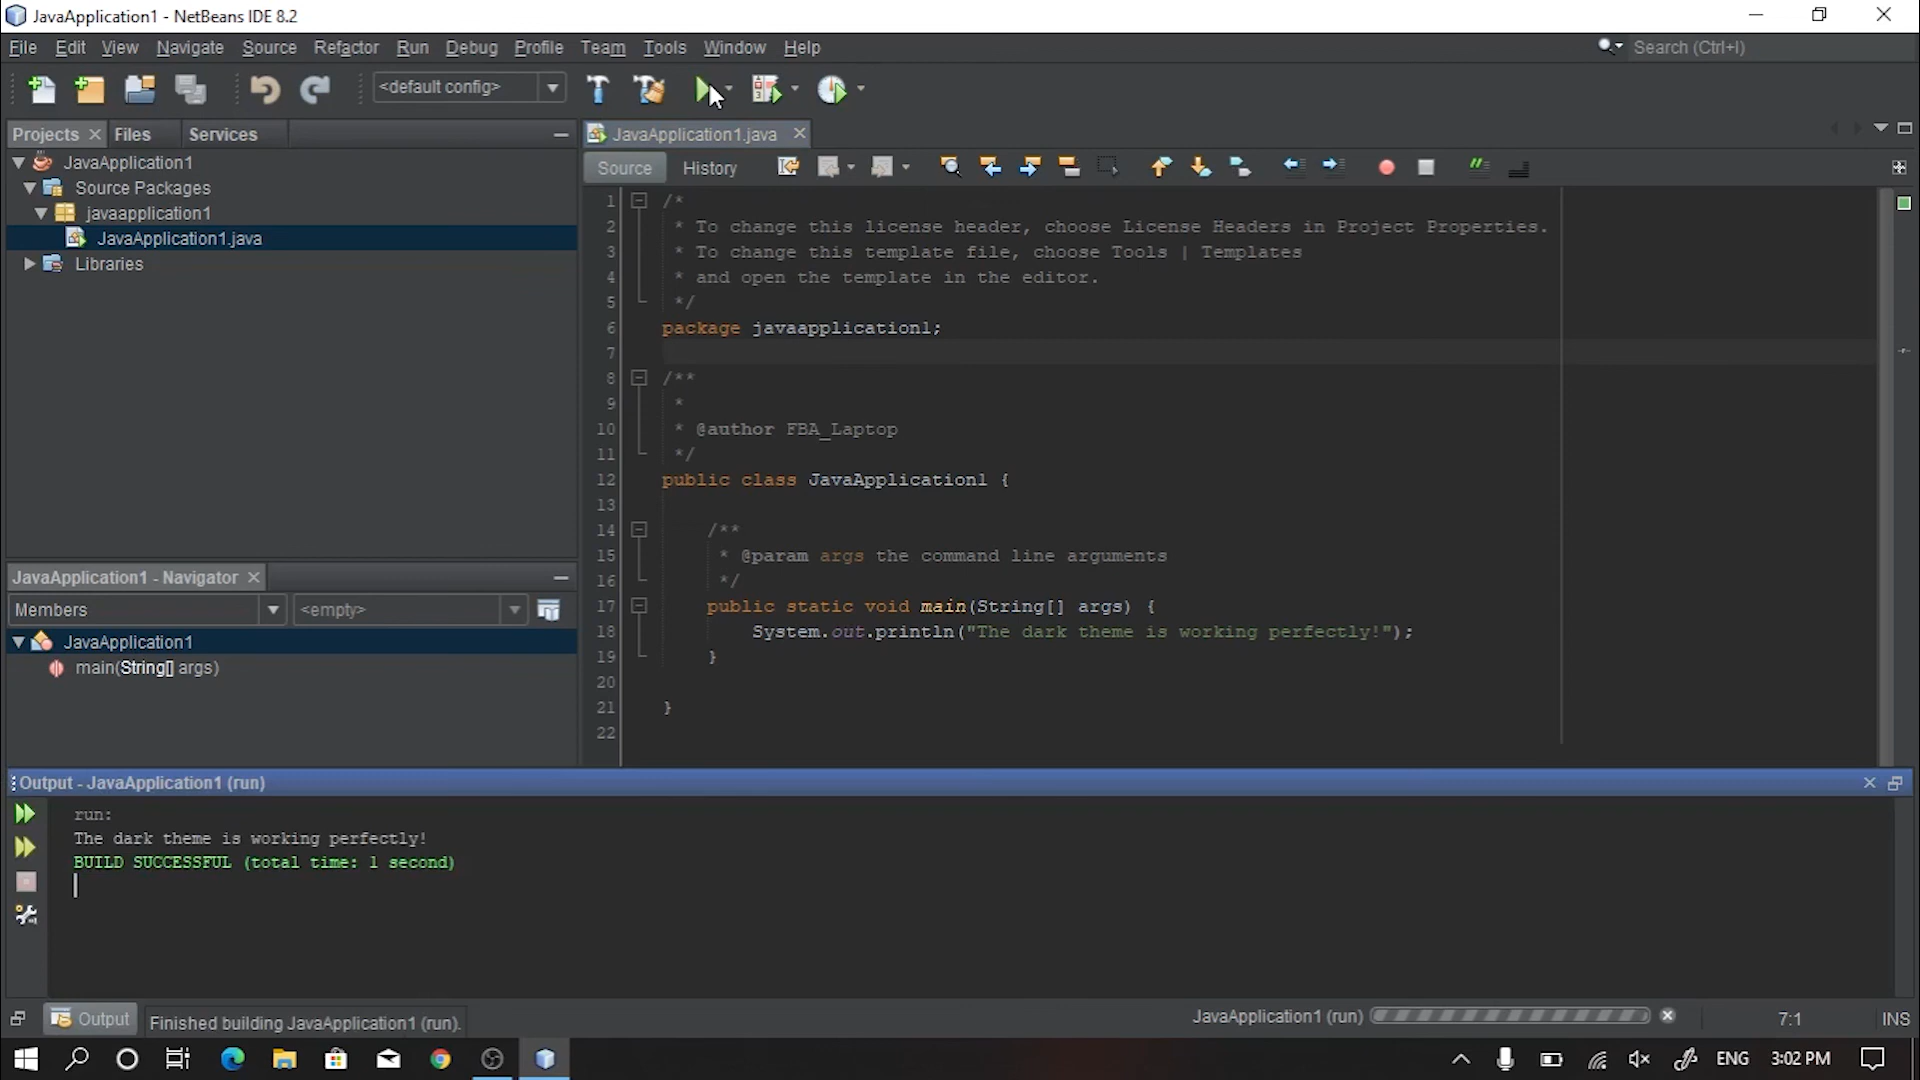 JavaApplication1 - NetBeans IDE 8.2
File Edit View Navigate Source Refactor Run Debug Profile Team Tools Window Help
Search (Ctrl+I)
<default config>
Projects Files Services
JavaApplication1
Source Packages
javaapplication1
JavaApplication1.java
Libraries
JavaApplication1 - Navigator
Members <empty>
JavaApplication1
main(String[] args)
JavaApplication1.java
Source History
1 /*
2 * To change this license header, choose License Headers in Project Properties.
3 * To change this template file, choose Tools | Templates
4 * and open the template in the editor.
5 */
6 package javaapplication1;
7
8 /**
9 *
10 * @author FBA_Laptop
11 */
12 public class JavaApplication1 {
13
14 /**
15 * @param args the command line arguments
16 */
17 public static void main(String[] args) {
18 System.out.println("The dark theme is working perfectly!");
19 }
20
21 }
22
Output - JavaApplication1 (run)
run:
The dark theme is working perfectly!
BUILD SUCCESSFUL (total time: 1 second)
Output Finished building JavaApplication1 (run). JavaApplication1 (run) 7:1 INS
ENG 3:02 PM